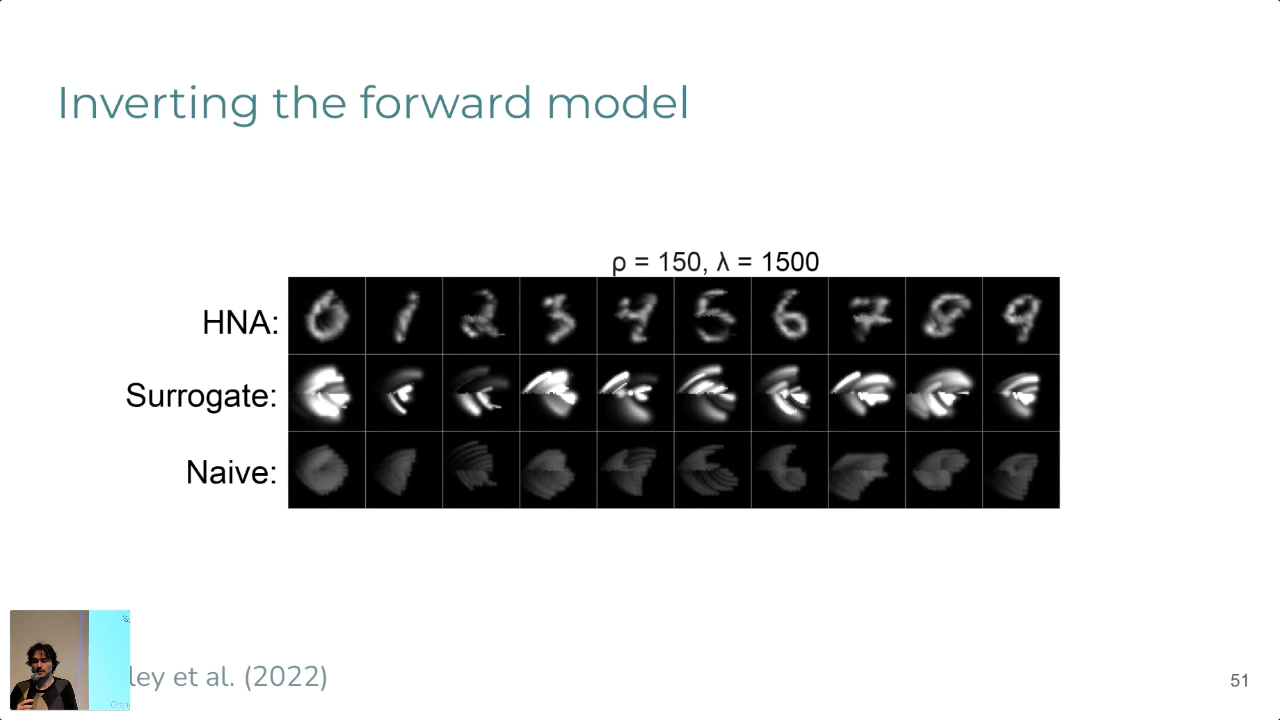 Inverting the forward model
ρ = 150, λ = 1500
HNA:
Surrogate:
Naive:
ley et al. (2022)
51